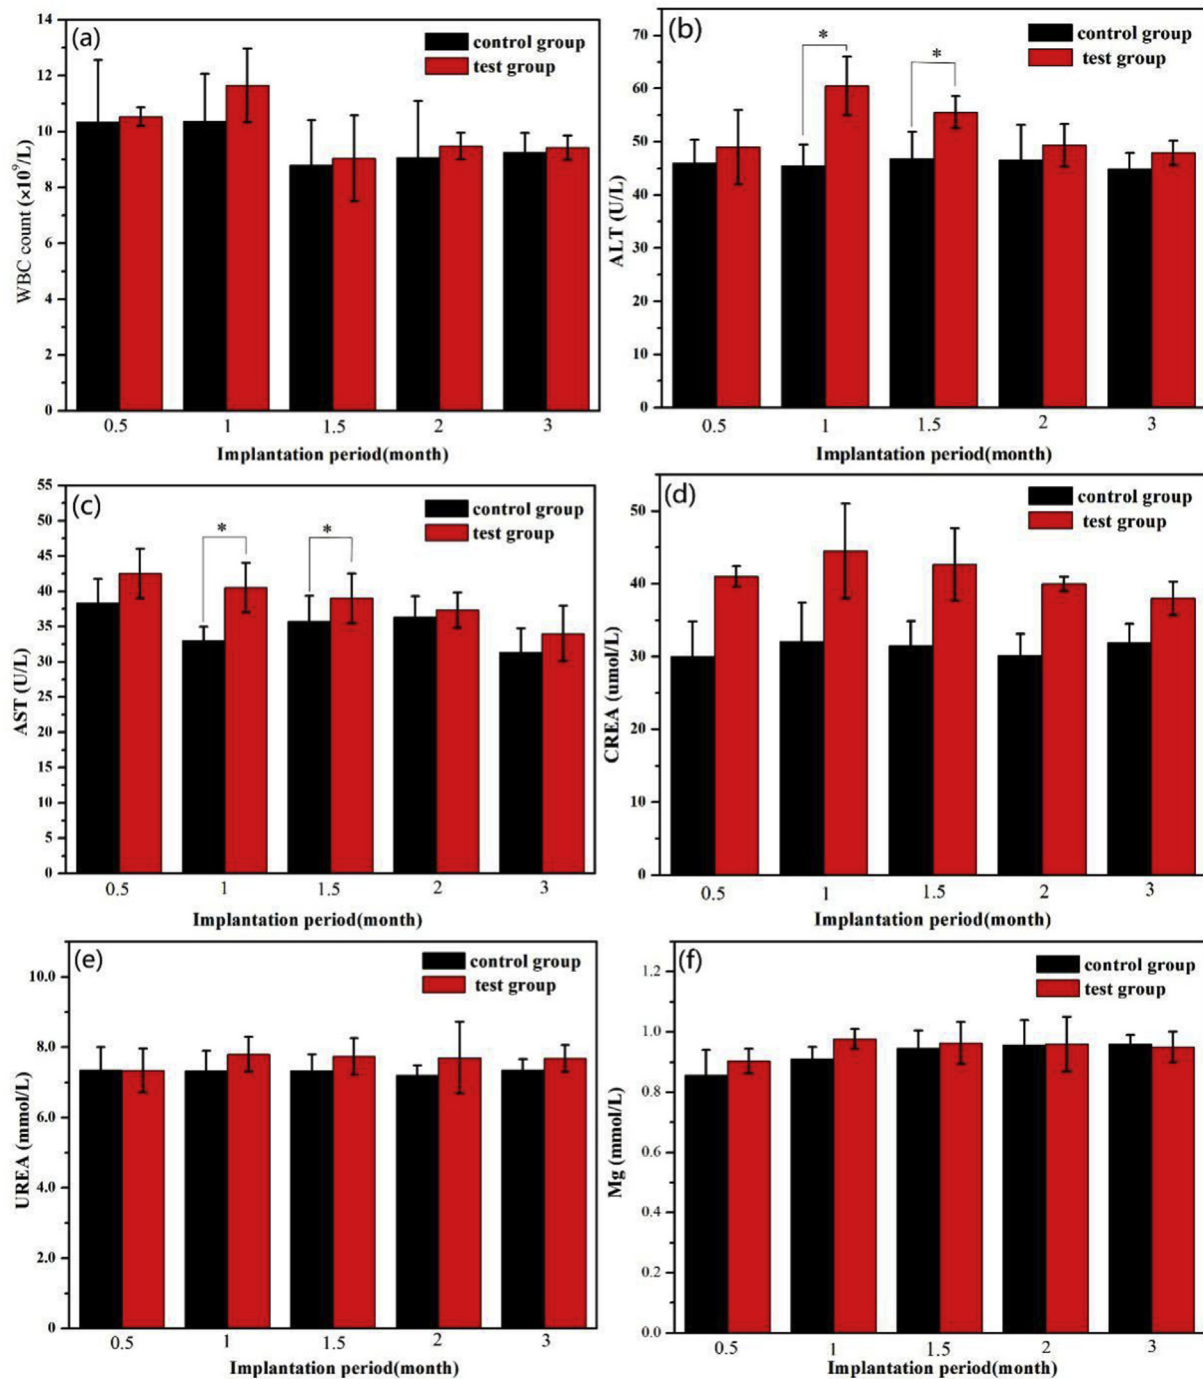 (a)
control group
test group
14
12
10
8
6
4
2
0
WBC count (×10⁹/L)
0.5 1 1.5 2 3
Implantation period(month)
(b)
control group
test group
* *
70
60
50
40
30
20
10
0
ALT (U/L)
0.5 1 1.5 2 3
Implantation period(month)
(c)
control group
test group
* *
55
50
45
40
35
30
25
20
15
10
5
0
AST (U/L)
0.5 1 1.5 2 3
Implantation period(month)
(d)
control group
test group
50
40
30
20
10
0
CREA (umol/L)
0.5 1 1.5 2 3
Implantation period(month)
(e)
control group
test group
10.0
8.0
6.0
4.0
2.0
0.0
UREA (mmol/L)
0.5 1 1.5 2 3
Implantation period(month)
(f)
control group
test group
1.2
1.0
0.8
0.6
0.4
0.2
0.0
Mg (mmol/L)
0.5 1 1.5 2 3
Implantation period(month)